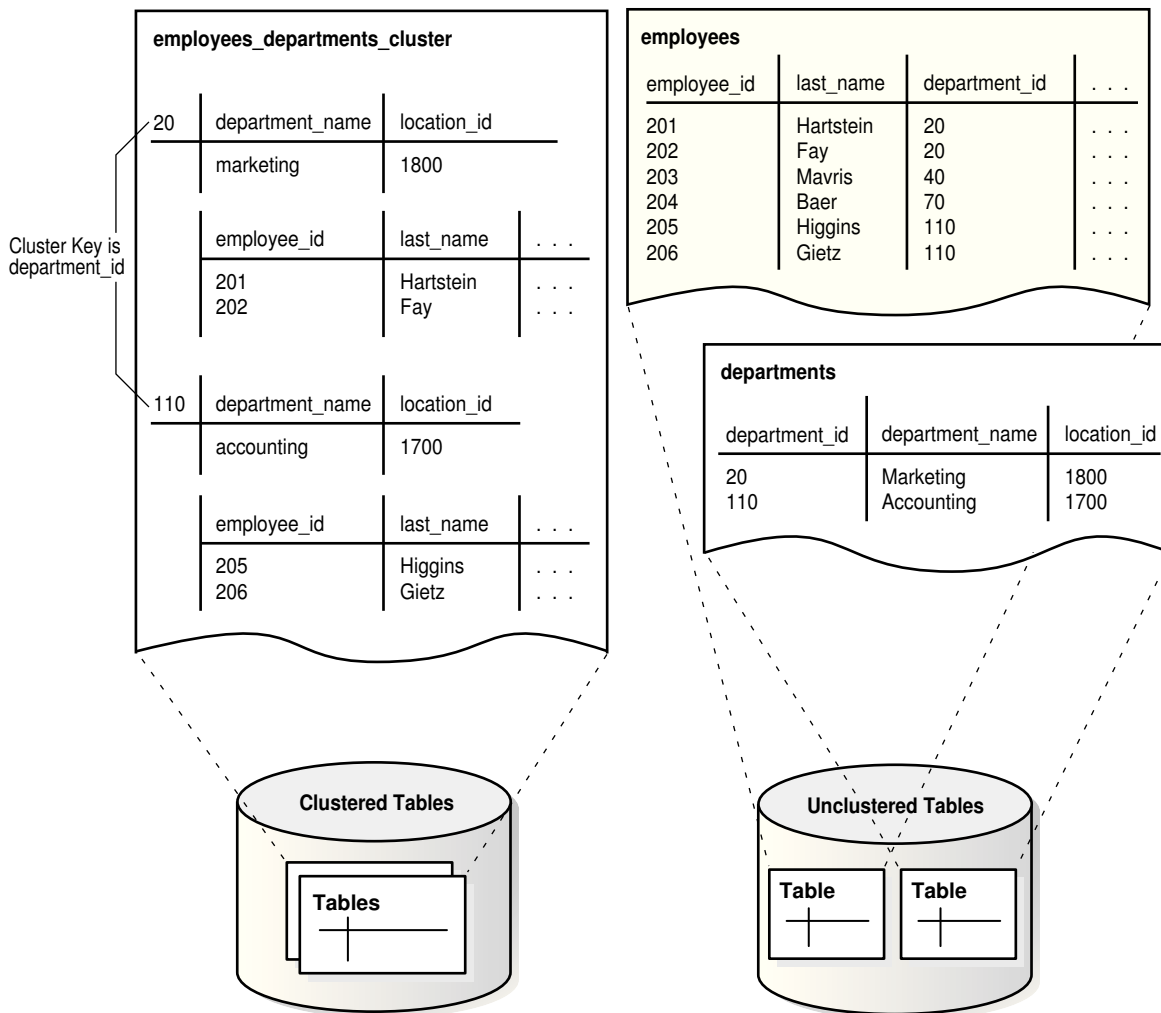 employees_departments_cluster
20 department_name location_id
marketing 1800
employee_id last_name . . .
201 Hartstein . . .
202 Fay . . .
Cluster Key is
department_id
110 department_name location_id
accounting 1700
employee_id last_name . . .
205 Higgins . . .
206 Gietz . . .
employees
employee_id last_name department_id . . .
201 Hartstein 20 . . .
202 Fay 20 . . .
203 Mavris 40 . . .
204 Baer 70 . . .
205 Higgins 110 . . .
206 Gietz 110 . . .
departments
department_id department_name location_id
20 Marketing 1800
110 Accounting 1700
Clustered Tables
Tables
Unclustered Tables
Table Table